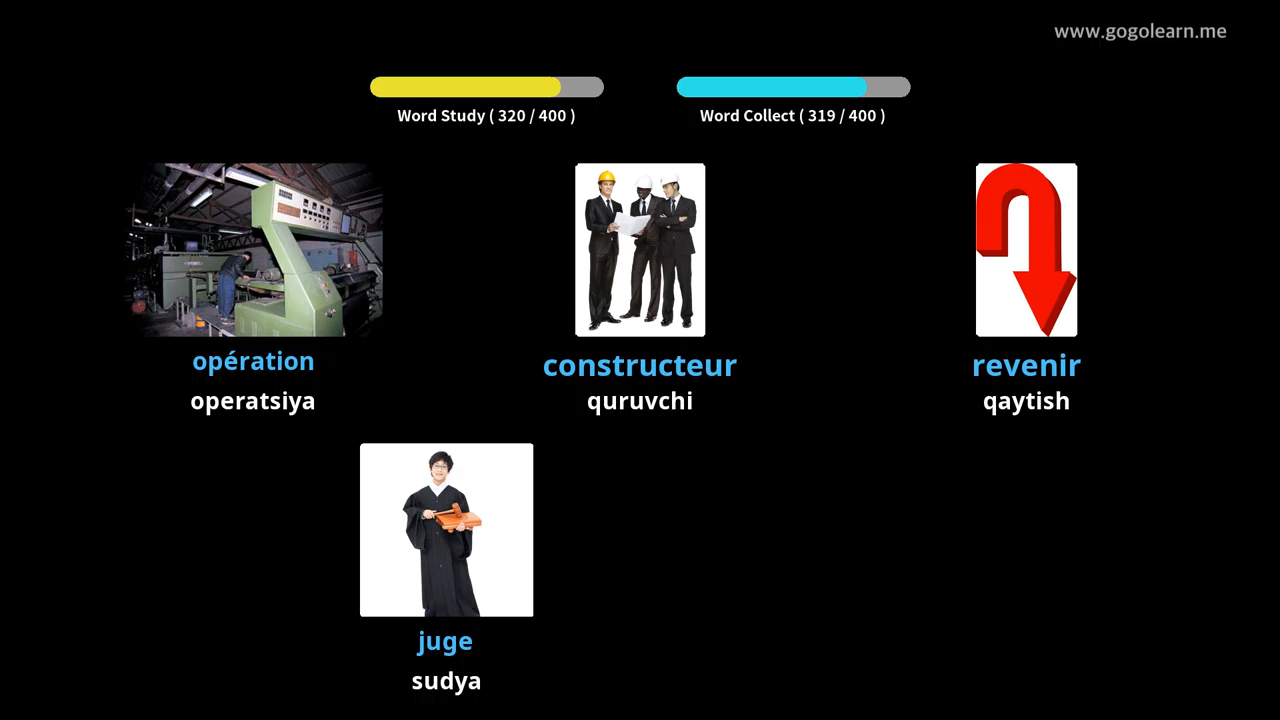 www.gogolearn.me
Word Study ( 320 / 400 )
Word Collect ( 319 / 400 )
opération
operatsiya
constructeur
quruvchi
revenir
qaytish
juge
sudya